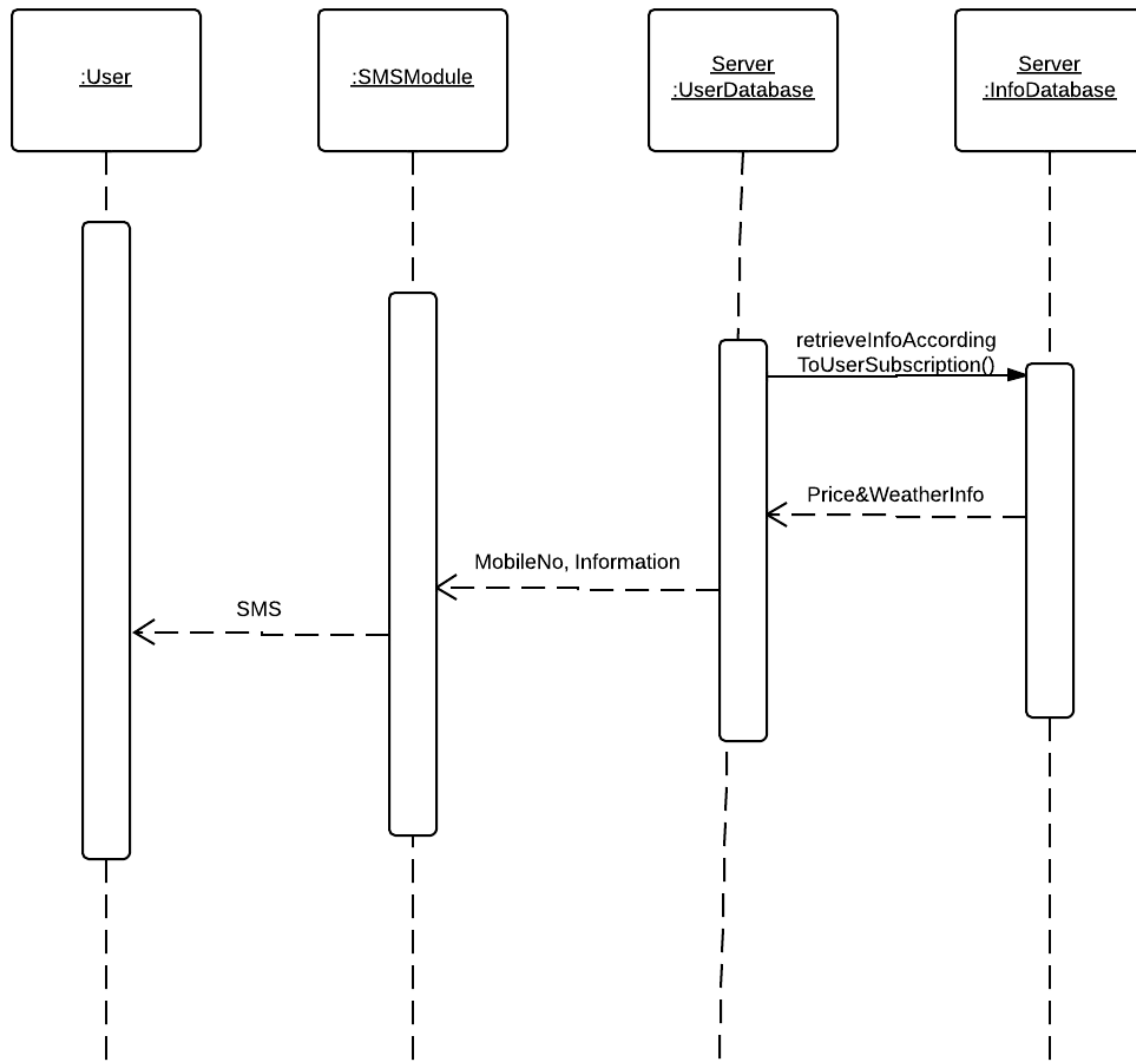 :User
:SMSModule
Server
:UserDatabase
Server
:InfoDatabase
retrieveInfoAccording
ToUserSubscription()
Price&WeatherInfo
MobileNo, Information
SMS